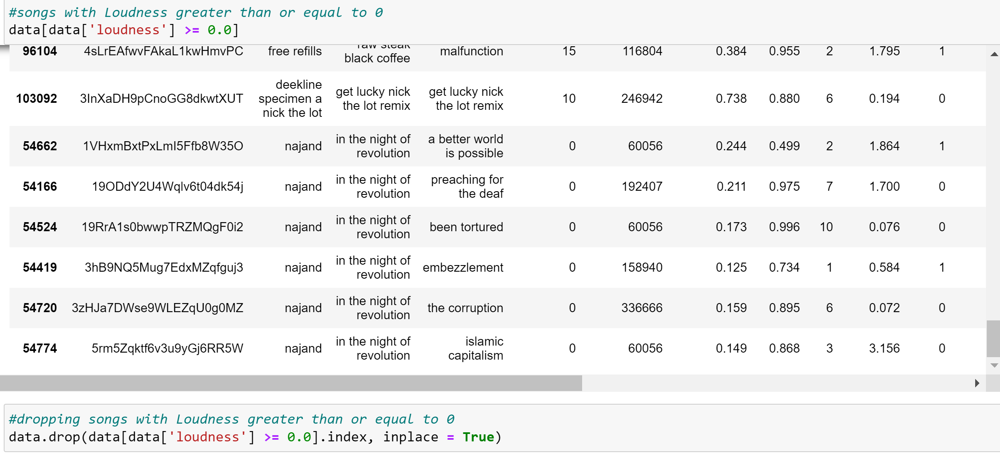 #songs with Loudness greater than or equal to 0
data[data['loudness'] >= 0.0]
raw steak
96104 4sLrEAfwvFAkaL1kwHmvPC free refills black coffee malfunction 15 116804 0.384 0.955 2 1.795 1
deekline
get lucky nick get lucky nick
103092 3InXaDH9pCnoGG8dkwtXUT specimen a 10 246942 0.738 0.880 6 0.194 0
the lot remix the lot remix
nick the lot
in the night of a better world
54662 1VHxmBxtPxLmI5Ffb8W35O najand 0 60056 0.244 0.499 2 1.864 1
revolution is possible
in the night of preaching for
54166 19ODdY2U4Wqlv6t04dk54j najand 0 192407 0.211 0.975 7 1.700 0
revolution the deaf
in the night of
54524 19RrA1s0bwwpTRZMQgF0i2 najand been tortured 0 60056 0.173 0.996 10 0.076 0
revolution
in the night of
54419 3hB9NQ5Mug7EdxMZqfguj3 najand embezzlement 0 158940 0.125 0.734 1 0.584 1
revolution
in the night of
54720 3zHJa7DWse9WLEZqU0g0MZ najand the corruption 0 336666 0.159 0.895 6 0.072 0
revolution
in the night of islamic
54774 5rm5Zqktf6v3u9yGj6RR5W najand 0 60056 0.149 0.868 3 3.156 0
revolution capitalism
#dropping songs with Loudness greater than or equal to 0
data.drop(data[data['loudness'] >= 0.0].index, inplace = True)